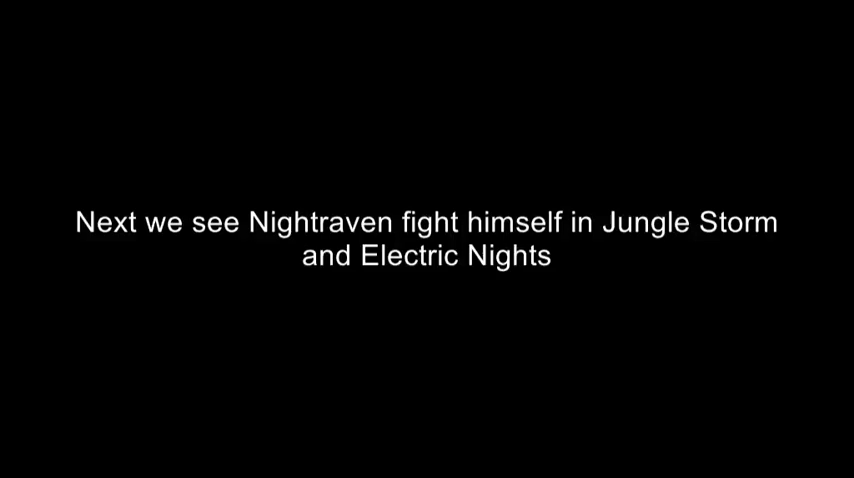 Next we see Nightraven fight himself in Jungle Storm
and Electric Nights